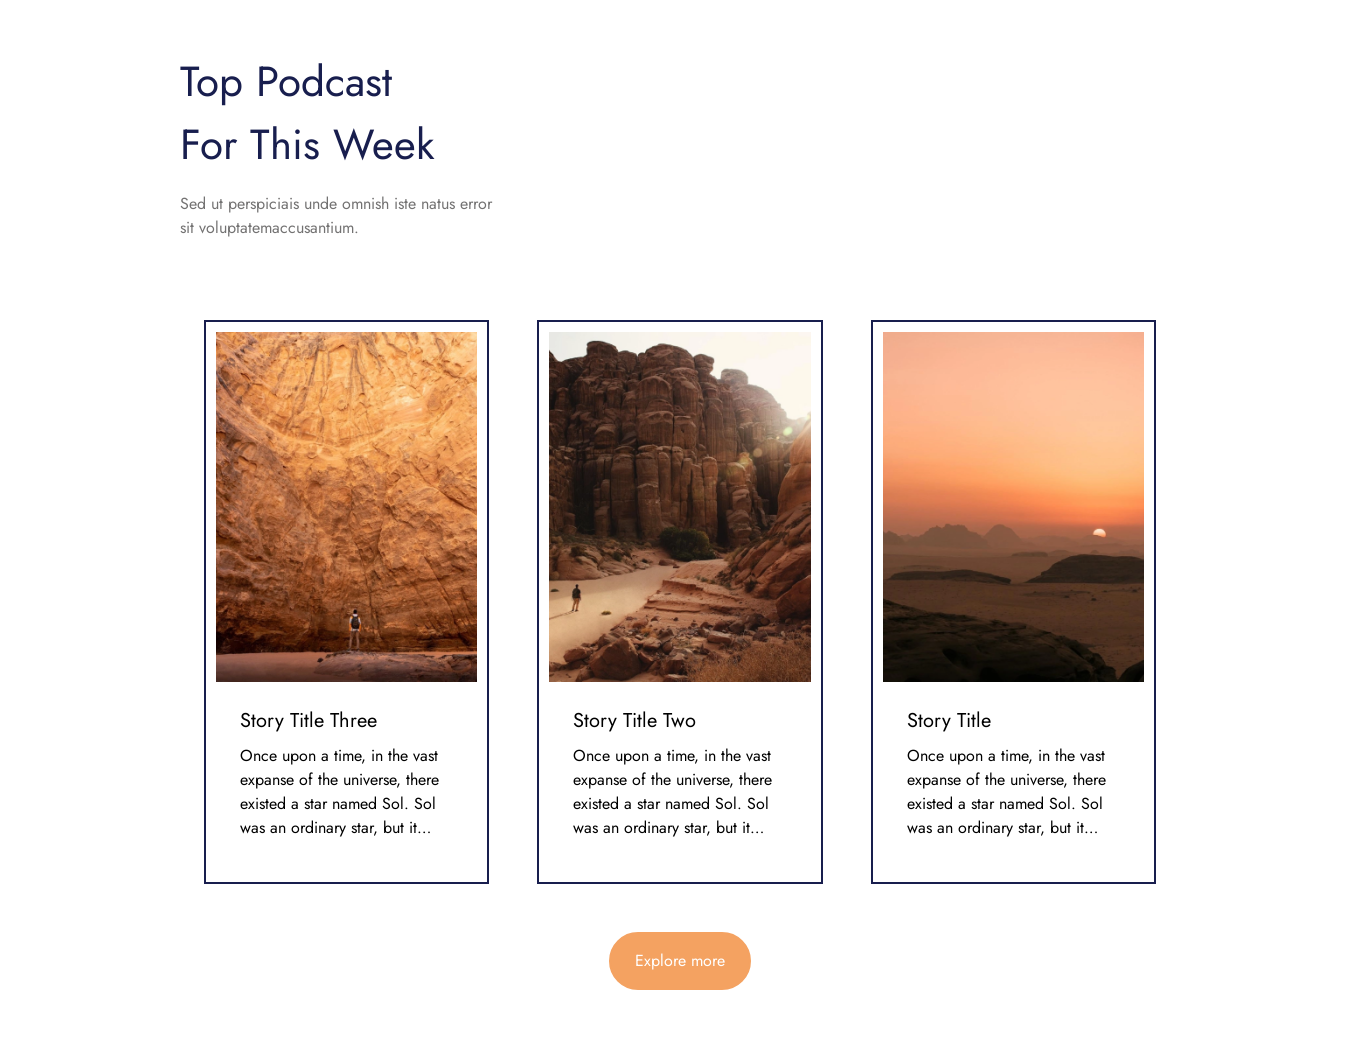 Top Podcast
For This Week
Sed ut perspiciais unde omnish iste natus error
sit voluptatemaccusantium.
Story Title Three
Once upon a time, in the vast
expanse of the universe, there
existed a star named Sol. Sol
was an ordinary star, but it...
Story Title Two
Once upon a time, in the vast
expanse of the universe, there
existed a star named Sol. Sol
was an ordinary star, but it...
Story Title
Once upon a time, in the vast
expanse of the universe, there
existed a star named Sol. Sol
was an ordinary star, but it...
Explore more